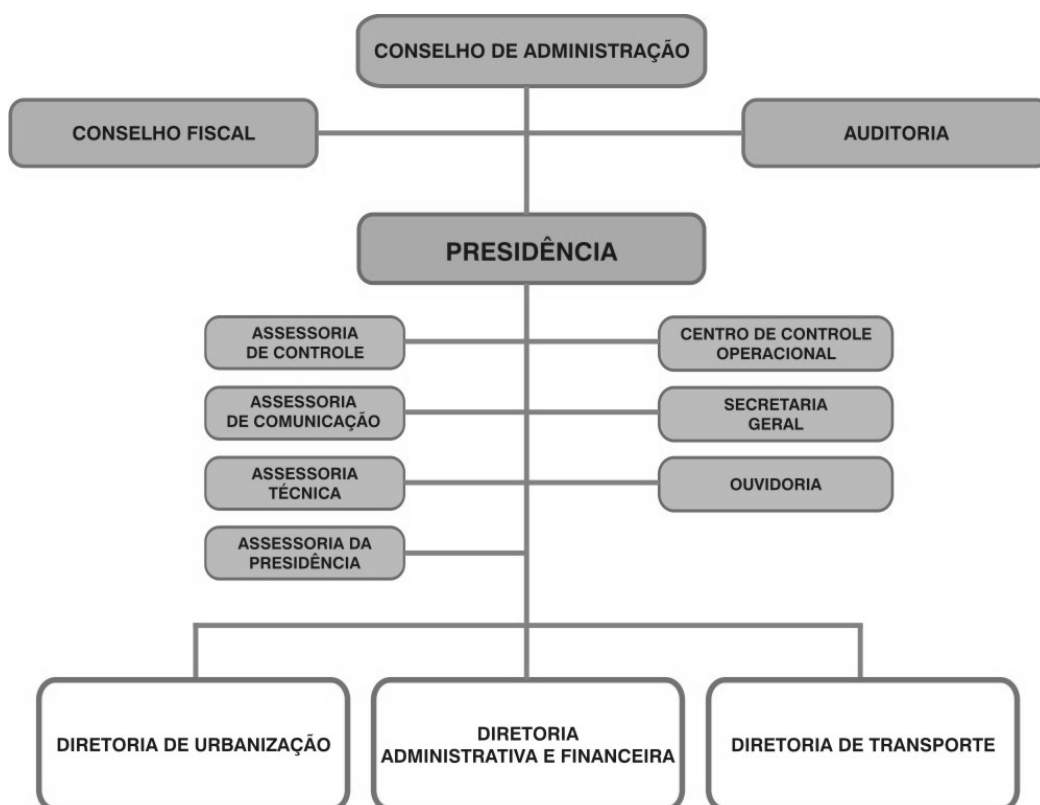 CONSELHO DE ADMINISTRAÇÃO
CONSELHO FISCAL
AUDITORIA
PRESIDÊNCIA
ASSESSORIA
DE CONTROLE
CENTRO DE CONTROLE
OPERACIONAL
ASSESSORIA
DE COMUNICAÇÃO
SECRETARIA
GERAL
ASSESSORIA
TÉCNICA
OUVIDORIA
ASSESSORIA DA
PRESIDÊNCIA
DIRETORIA DE URBANIZAÇÃO
DIRETORIA
ADMINISTRATIVA E FINANCEIRA
DIRETORIA DE TRANSPORTE